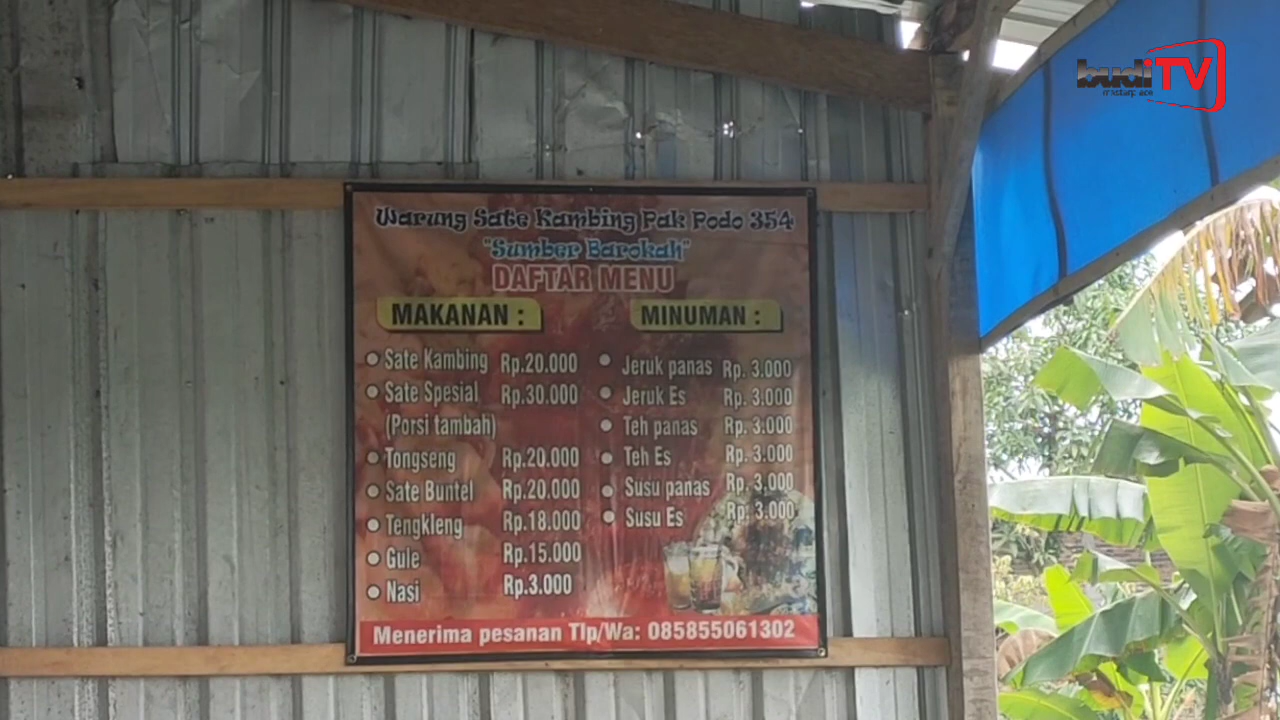 budiTV
Warung Sate Kambing Pak Podo 354
"Sumber Barokah"
DAFTAR MENU
MAKANAN :
Sate Kambing Rp.20.000
Sate Spesial Rp.30.000
(Porsi tambah)
Tongseng Rp.20.000
Sate Buntel Rp.20.000
Tengkleng Rp.18.000
Gule Rp.15.000
Nasi Rp.3.000
MINUMAN :
Jeruk panas Rp. 3.000
Jeruk Es Rp. 3.000
Teh panas Rp. 3.000
Teh Es Rp. 3.000
Susu panas Rp. 3.000
Susu Es Rp. 3.000
Menerima pesanan Tlp/Wa: 085855061302